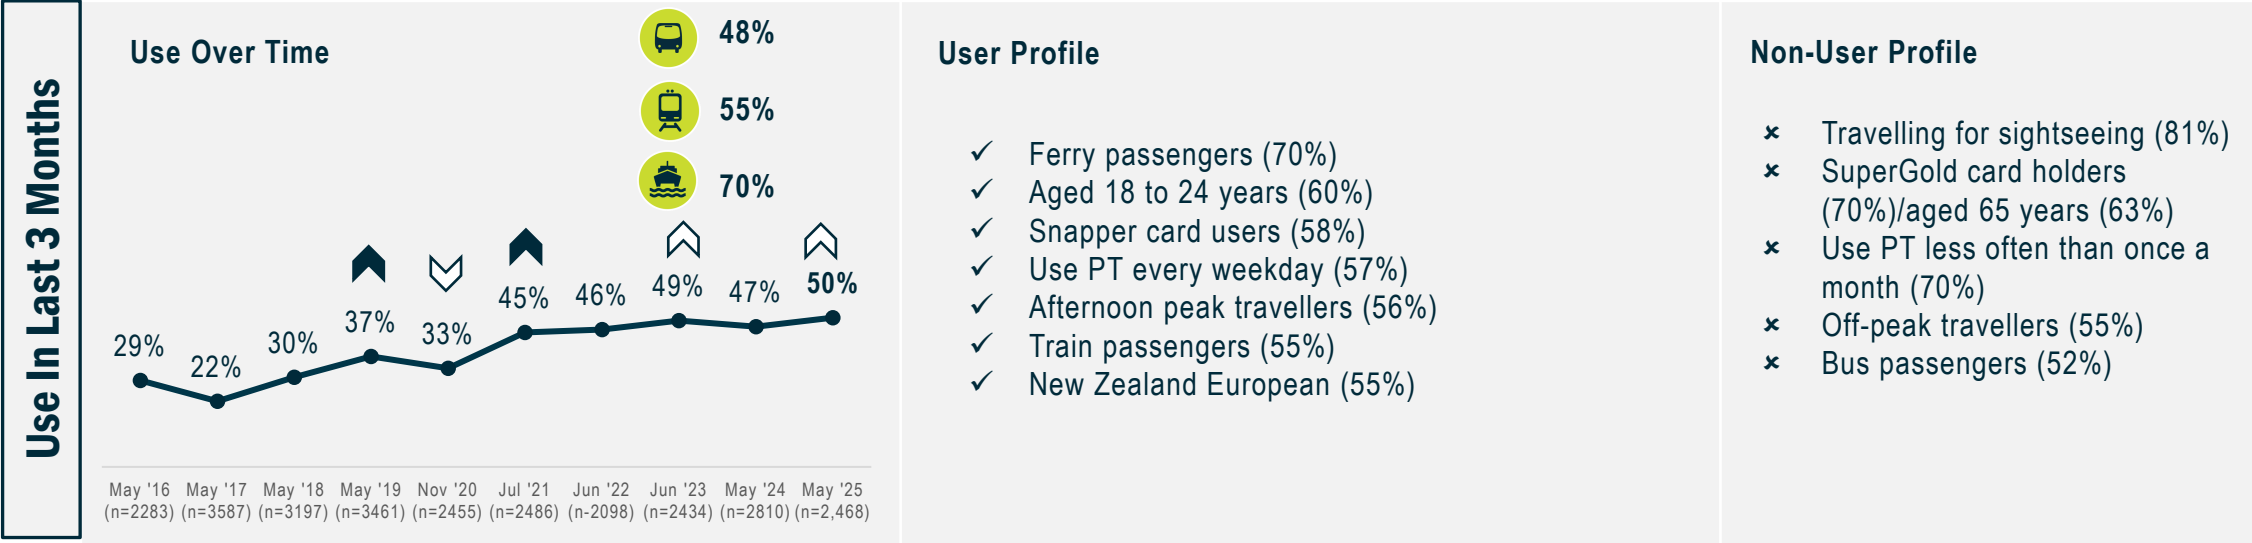 Use In Last 3 Months
Use Over Time
48%
55%
70%
29%
22%
30%
37%
33%
45%
46%
49%
47%
50%
May '16 May '17 May '18 May '19 Nov '20 Jul '21 Jun '22 Jun '23 May '24 May '25
(n=2283) (n=3587) (n=3197) (n=3461) (n=2455) (n=2486) (n-2098) (n=2434) (n=2810) (n=2,468)
User Profile
✓ Ferry passengers (70%)
✓ Aged 18 to 24 years (60%)
✓ Snapper card users (58%)
✓ Use PT every weekday (57%)
✓ Afternoon peak travellers (56%)
✓ Train passengers (55%)
✓ New Zealand European (55%)
Non-User Profile
× Travelling for sightseeing (81%)
× SuperGold card holders
(70%)/aged 65 years (63%)
× Use PT less often than once a
month (70%)
× Off-peak travellers (55%)
× Bus passengers (52%)